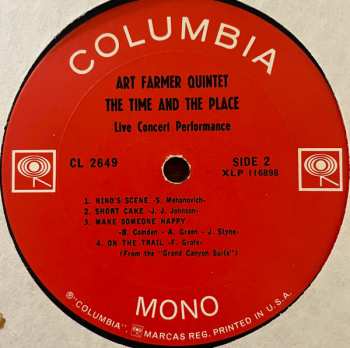 COLUMBIA
ART FARMER QUINTET
THE TIME AND THE PLACE
Live Concert Performance
CL 2649
SIDE 2
XLP 116898
1. NINO'S SCENE -S. Mehanovich-
2. SHORT CAKE -J. J. Johnson-
3. MAKE SOMEONE HAPPY -
-B. Comden - A. Green - J. Styne-
4. ON THE TRAIL -F. Grofe-
(From the "Grand Canyon Suite")
MONO
® "COLUMBIA", MARCAS REG. PRINTED IN U.S.A.